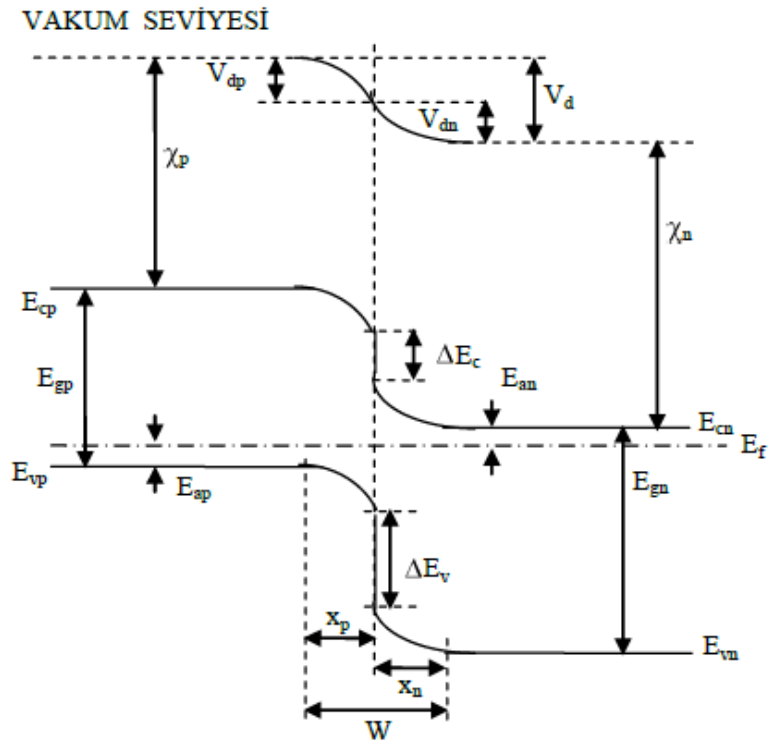 VAKUM SEVİYESİ
V_dp
V_d
V_dn
χ_p
χ_n
E_cp
ΔE_c
E_an
E_gp
E_cn
E_f
E_vp
E_ap
E_gn
ΔE_v
x_p
E_vn
x_n
W